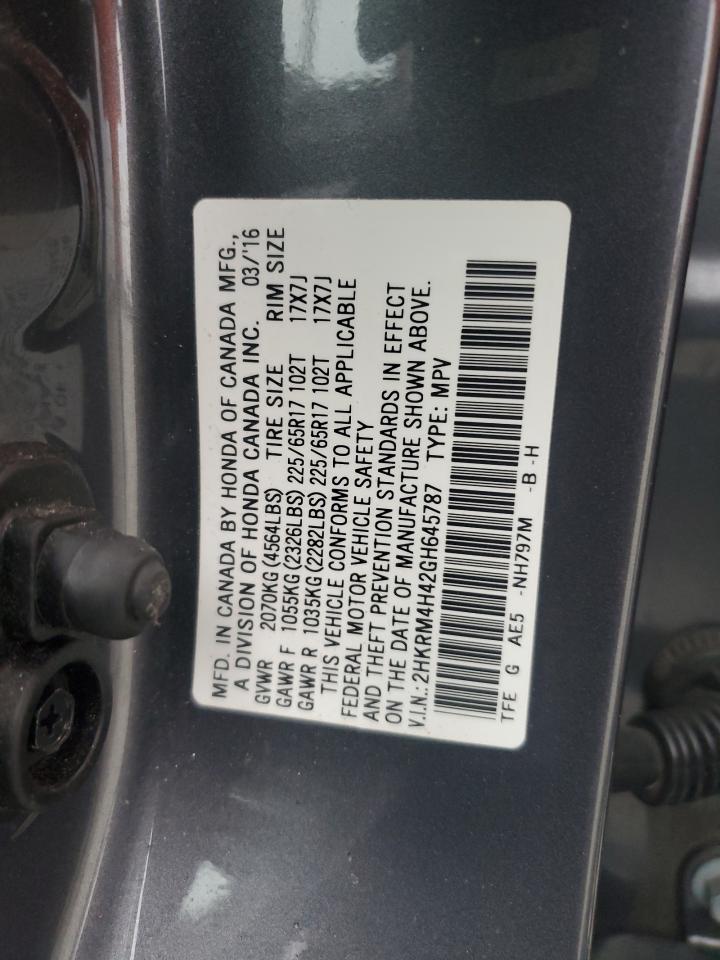 MFD. IN CANADA BY HONDA OF CANADA MFG.,
A DIVISION OF HONDA CANADA INC. 03/'16
GVWR 2070KG(4564LBS) TIRE SIZE RIM SIZE
GAWR F 1055KG(2326LBS) 225/65R17 102T 17X7J
GAWR R 1035KG(2282LBS) 225/65R17 102T 17X7J
THIS VEHICLE CONFORMS TO ALL APPLICABLE
FEDERAL MOTOR VEHICLE SAFETY
AND THEFT PREVENTION STANDARDS IN EFFECT
ON THE DATE OF MANUFACTURE SHOWN ABOVE.
V.I.N.: 2HKRM4H42GH645787 TYPE: MPV
TFE G AE5 -NH797M -B -H